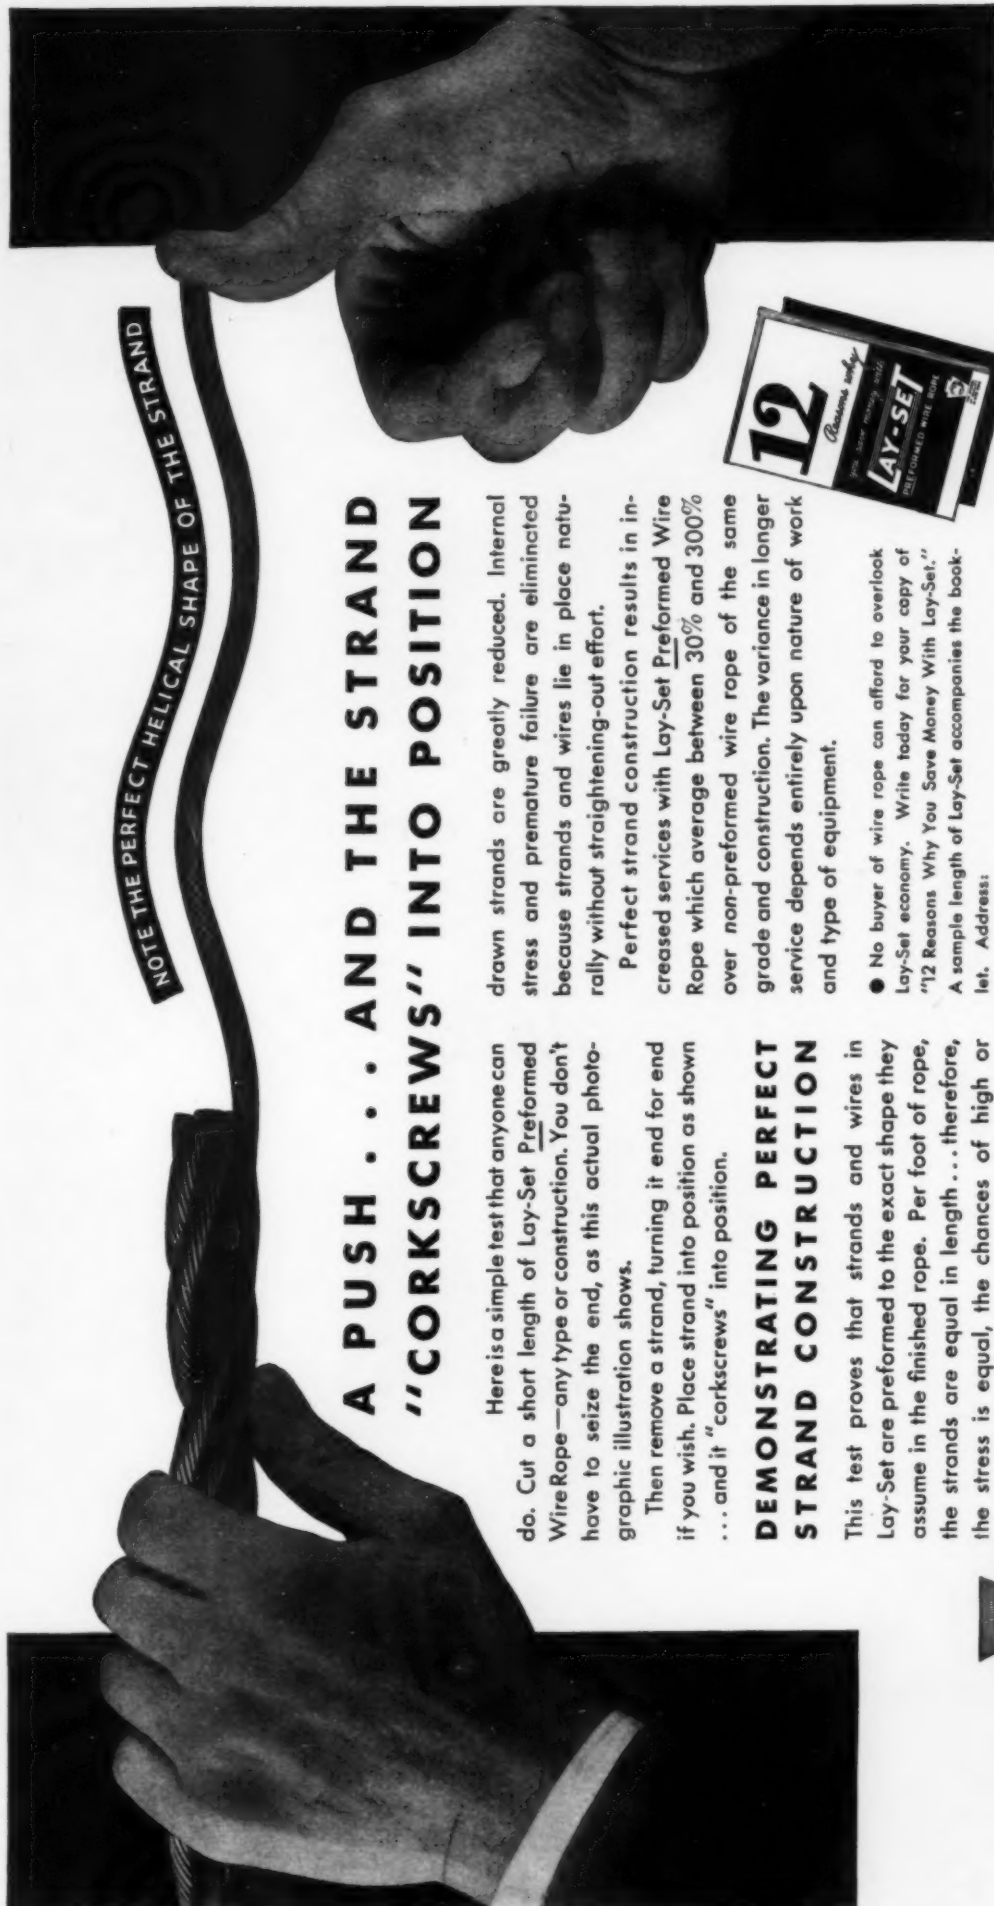 NOTE THE PERFECT HELICAL SHAPE OF THE STRAND
A PUSH . . . . AND THE STRAND
"CORKSCREWS" INTO POSITION
Here is a simple test that anyone can
do. Cut a short length of Lay-Set Preformed
Wire Rope—any type or construction. You don't
have to seize the end, as this actual photo-
graphic illustration shows.
Then remove a strand, turning it end for end
if you wish. Place strand into position as shown
... and it "corkscrews" into position.
DEMONSTRATING PERFECT
STRAND CONSTRUCTION
This test proves that strands and wires in
Lay-Set are preformed to the exact shape they
assume in the finished rope. Per foot of rope,
the strands are equal in length... therefore,
the stress is equal, the chances of high or
drawn strands are greatly reduced. Internal
stress and premature failure are eliminated
because strands and wires lie in place natu-
rally without straightening-out effort.
Perfect strand construction results in in-
creased services with Lay-Set Preformed Wire
Rope which average between 30% and 300%
over non-preformed wire rope of the same
grade and construction. The variance in longer
service depends entirely upon nature of work
and type of equipment.
● No buyer of wire rope can afford to overlook
Lay-Set economy. Write today for your copy of
"12 Reasons Why You Save Money With Lay-Set."
A sample length of Lay-Set accompanies the book-
let. Address:
12
Reasons why
you save money with
LAY-SET
PREFORMED WIRE ROPE